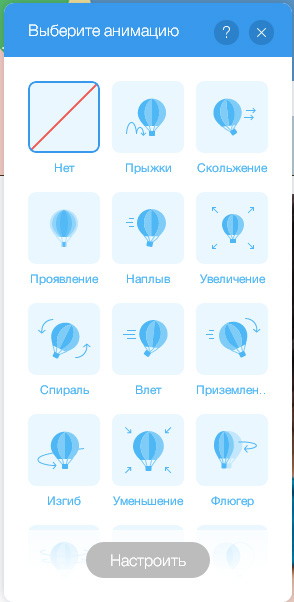 Выберите анимацию ?
Нет Прыжки Скольжение
Проявление Наплыв Увеличение
Спираль Влет Приземлен..
Изгиб Уменьшение Флюгер
Настроить